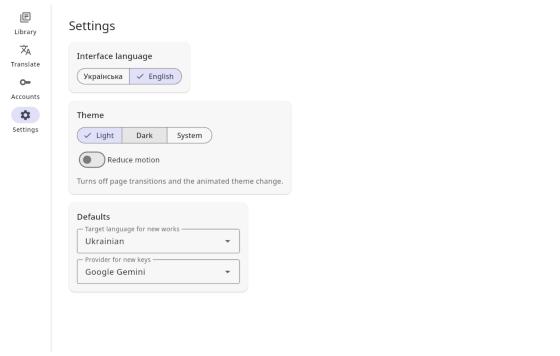 Library
Translate
Accounts
Settings
Settings
Interface language
Українська
English
Theme
Light
Dark
System
Reduce motion
Turns off page transitions and the animated theme change.
Defaults
Target language for new works
Ukrainian
Provider for new keys
Google Gemini